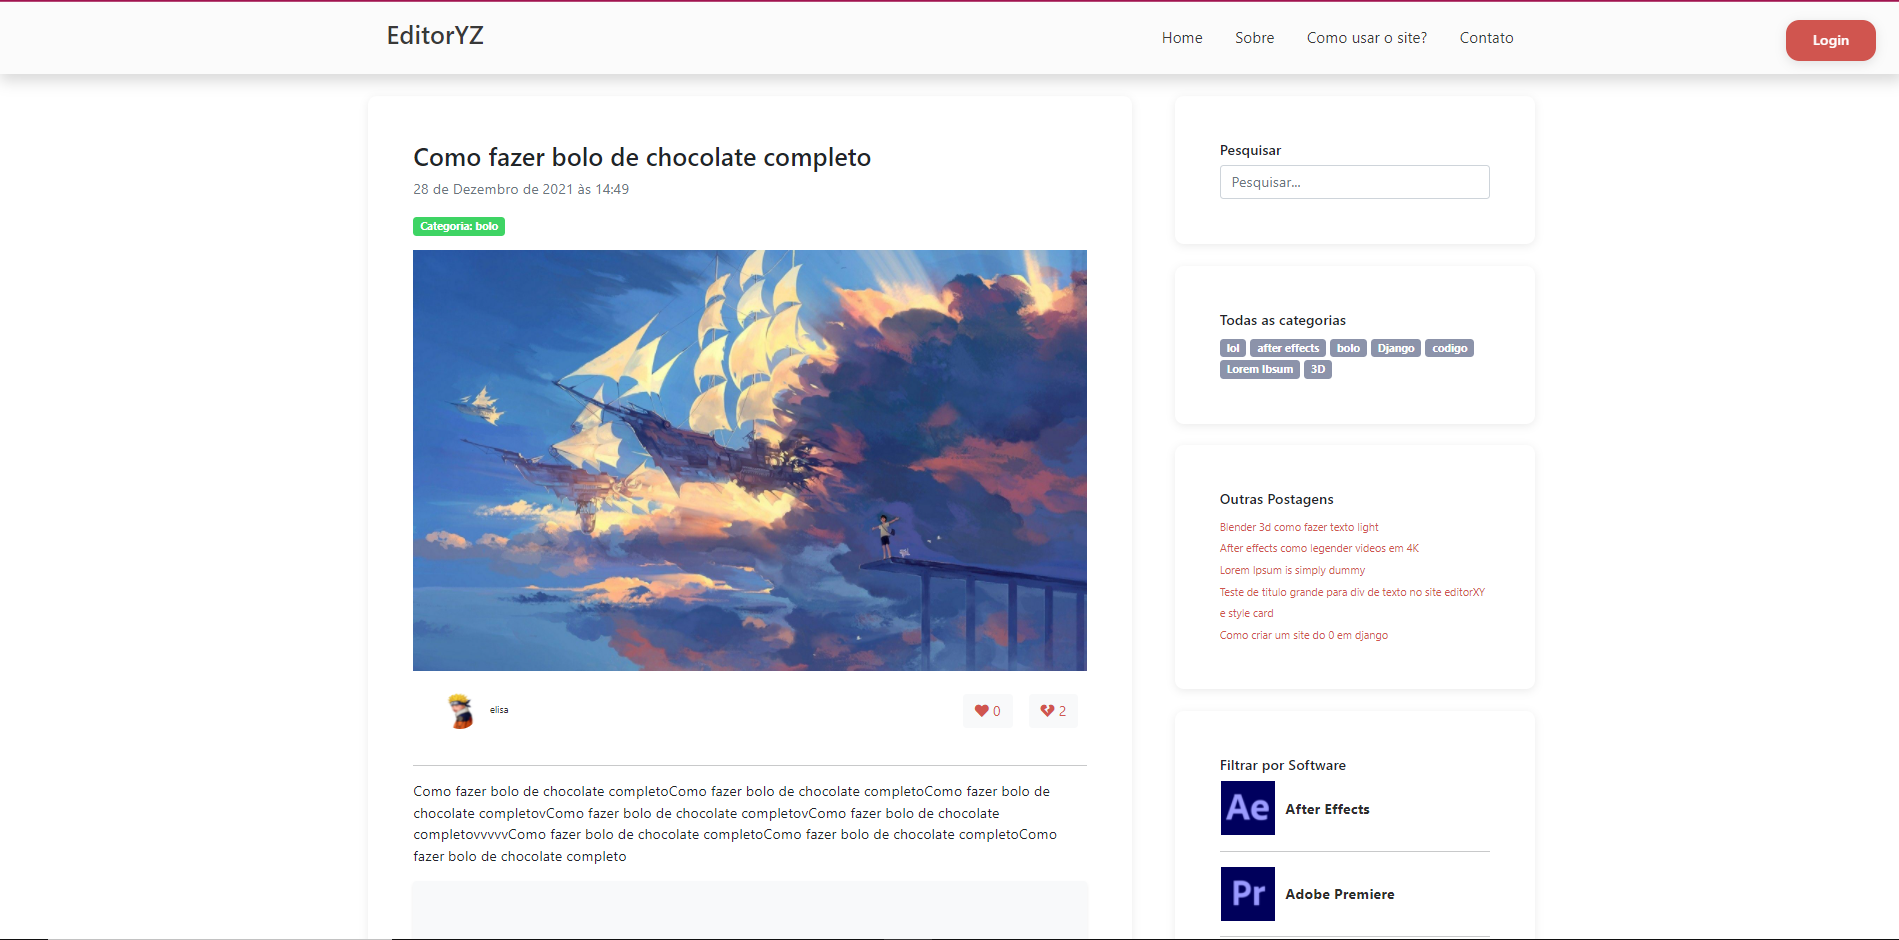 EditorYZ
Home
Sobre
Como usar o site?
Contato
Login
Como fazer bolo de chocolate completo
28 de Dezembro de 2021 às 14:49
Categoria: bolo
elisa
0
2
Como fazer bolo de chocolate completoComo fazer bolo de chocolate completoComo fazer bolo de
chocolate completovComo fazer bolo de chocolate completovComo fazer bolo de chocolate
completovvvvvComo fazer bolo de chocolate completoComo fazer bolo de chocolate completoComo
fazer bolo de chocolate completo
Pesquisar
Pesquisar...
Todas as categorias
lol after effects bolo Django codigo
Lorem Ibsum 3D
Outras Postagens
Blender 3d como fazer texto light
After effects como legender videos em 4K
Lorem Ipsum is simply dummy
Teste de titulo grande para div de texto no site editorXY
e style card
Como criar um site do 0 em django
Filtrar por Software
Ae After Effects
Pr Adobe Premiere